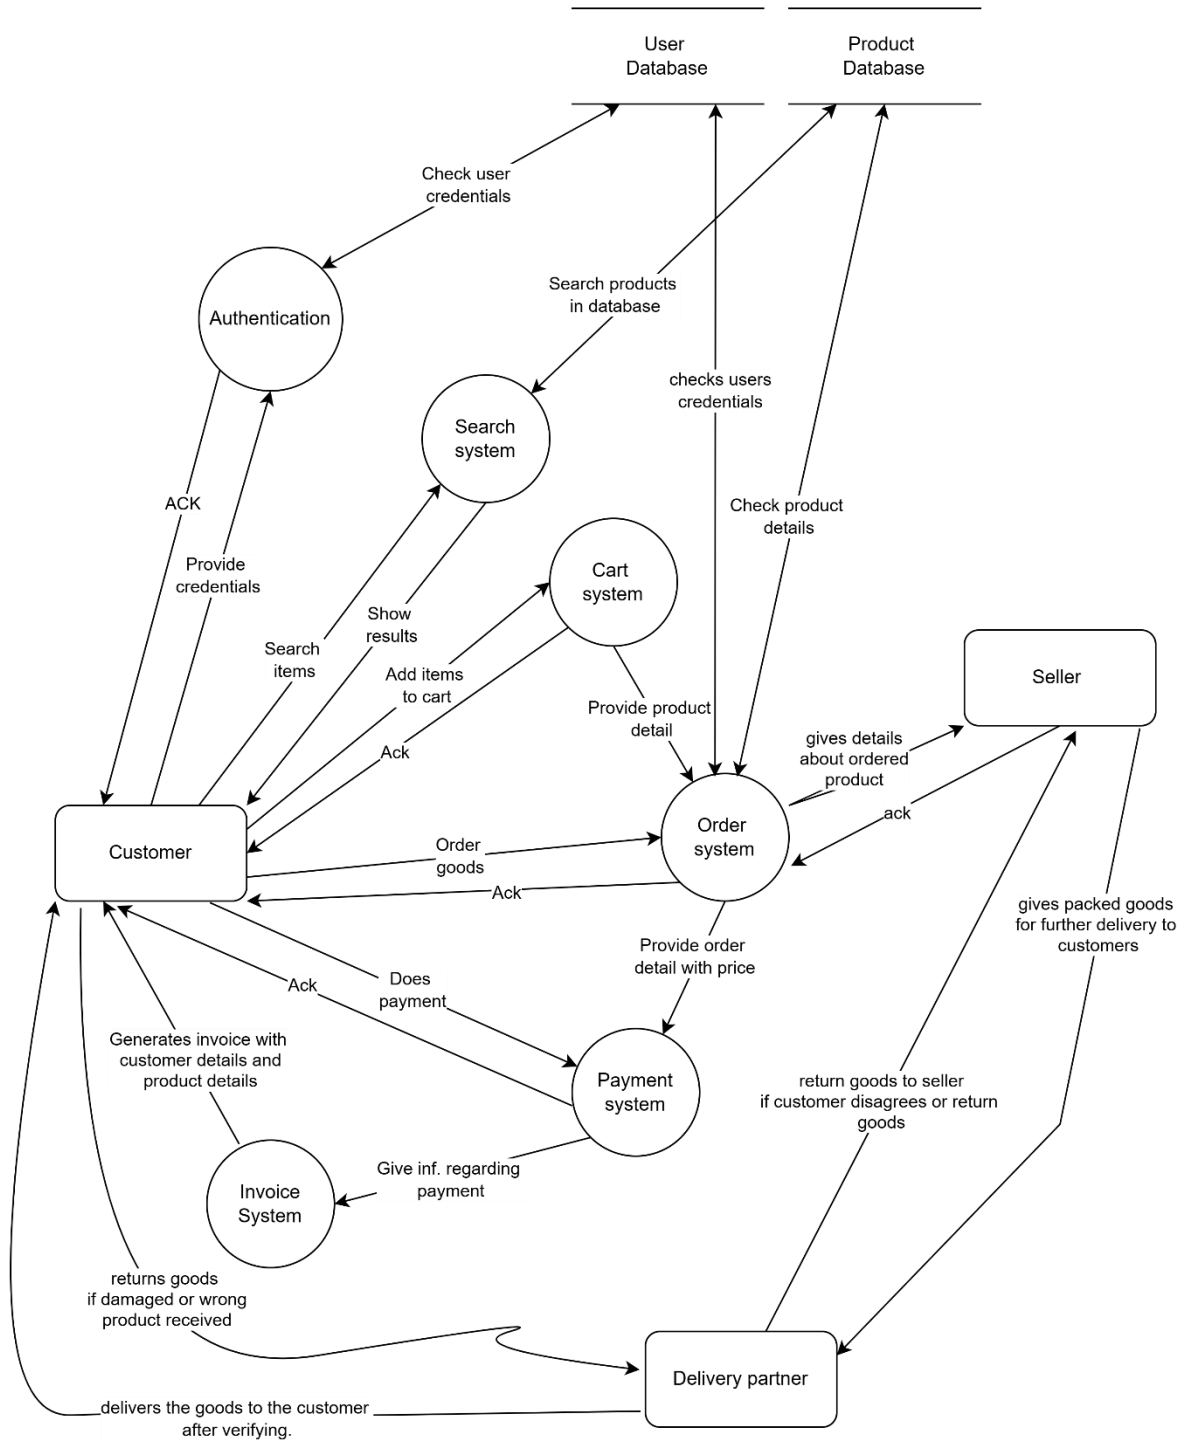 User
Database
Product
Database
Check user
credentials
Authentication
Search products
in database
checks users
credentials
Search
system
ACK
Check product
details
Provide
credentials
Cart
system
Show
results
Search
items
Add items
to cart
Seller
Provide product
detail
gives details
about ordered
product
Ack
ack
Order
system
Customer
Order
goods
Ack
gives packed goods
for further delivery to
customers
Provide order
detail with price
Does
payment
Ack
Generates invoice with
customer details and
product details
Payment
system
return goods to seller
if customer disagrees or return
goods
Give inf. regarding
payment
Invoice
System
returns goods
if damaged or wrong
product received
Delivery partner
delivers the goods to the customer
after verifying.